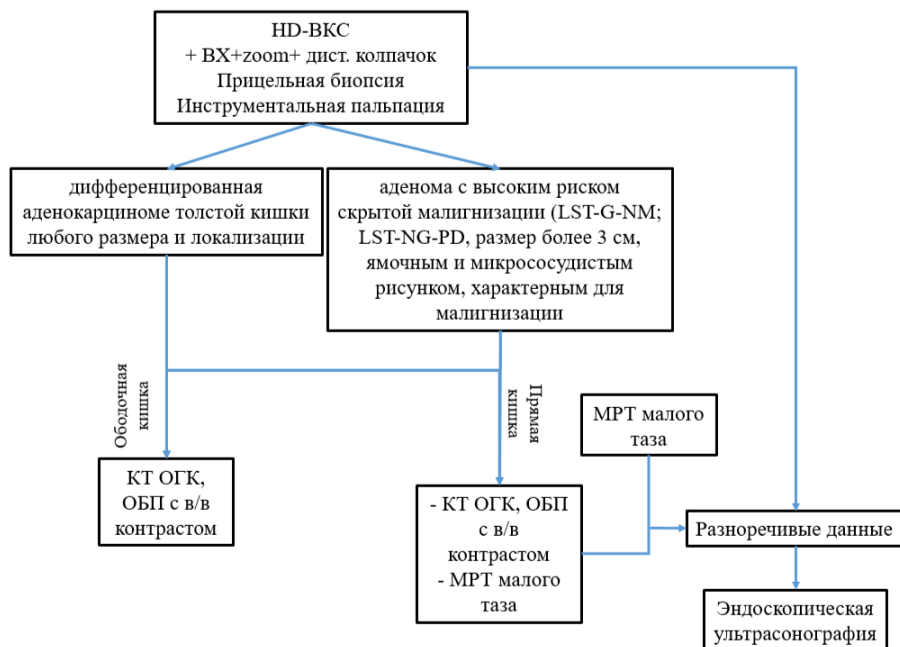 HD-ВКС
+ ВХ+zoom+ дист. колпачок
Прицельная биопсия
Инструментальная пальпация
дифференцированная
аденокарциноме толстой кишки
любого размера и локализации
аденома с высоким риском
скрытой малигнизации (LST-G-NM;
LST-NG-PD, размер более 3 см,
ямочным и микрососудистым
рисунком, характерным для
малигнизации
Ободочная
кишка
Прямая
кишка
МРТ малого
таза
КТ ОГК,
ОБП с в/в
контрастом
- КТ ОГК, ОБП
с в/в
контрастом
- МРТ малого
таза
Разноречивые данные
Эндоскопическая
ультрасонография